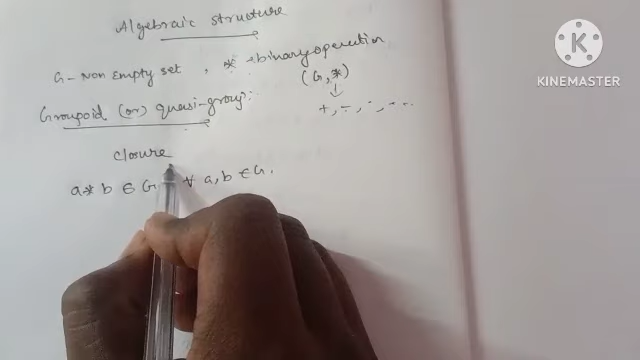 Algebraic structure
G - Non Empty set, * → binary operation
(G, *)
↓
+, ÷, ·, - ...
Groupoid (or) quasi-group:
closure
a * b ∈ G ∀ a, b ∈ G.
K
KINEMASTER